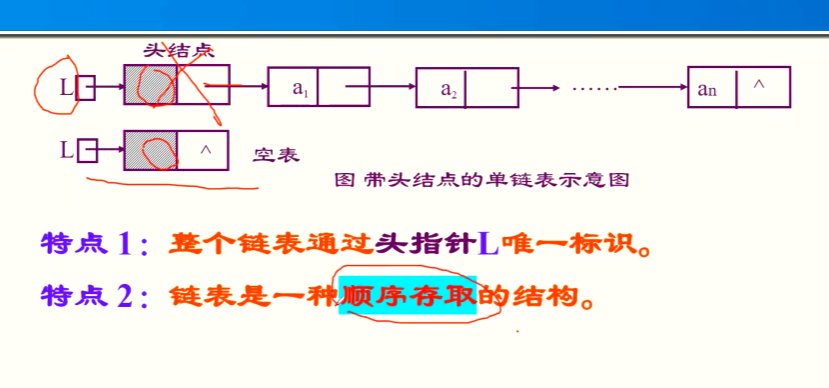 头结点
L a₁ a₂ …… an ^
L ^ 空表
图 带头结点的单链表示意图
特点 1：整个链表通过头指针L唯一标识。
特点 2：链表是一种顺序存取的结构。